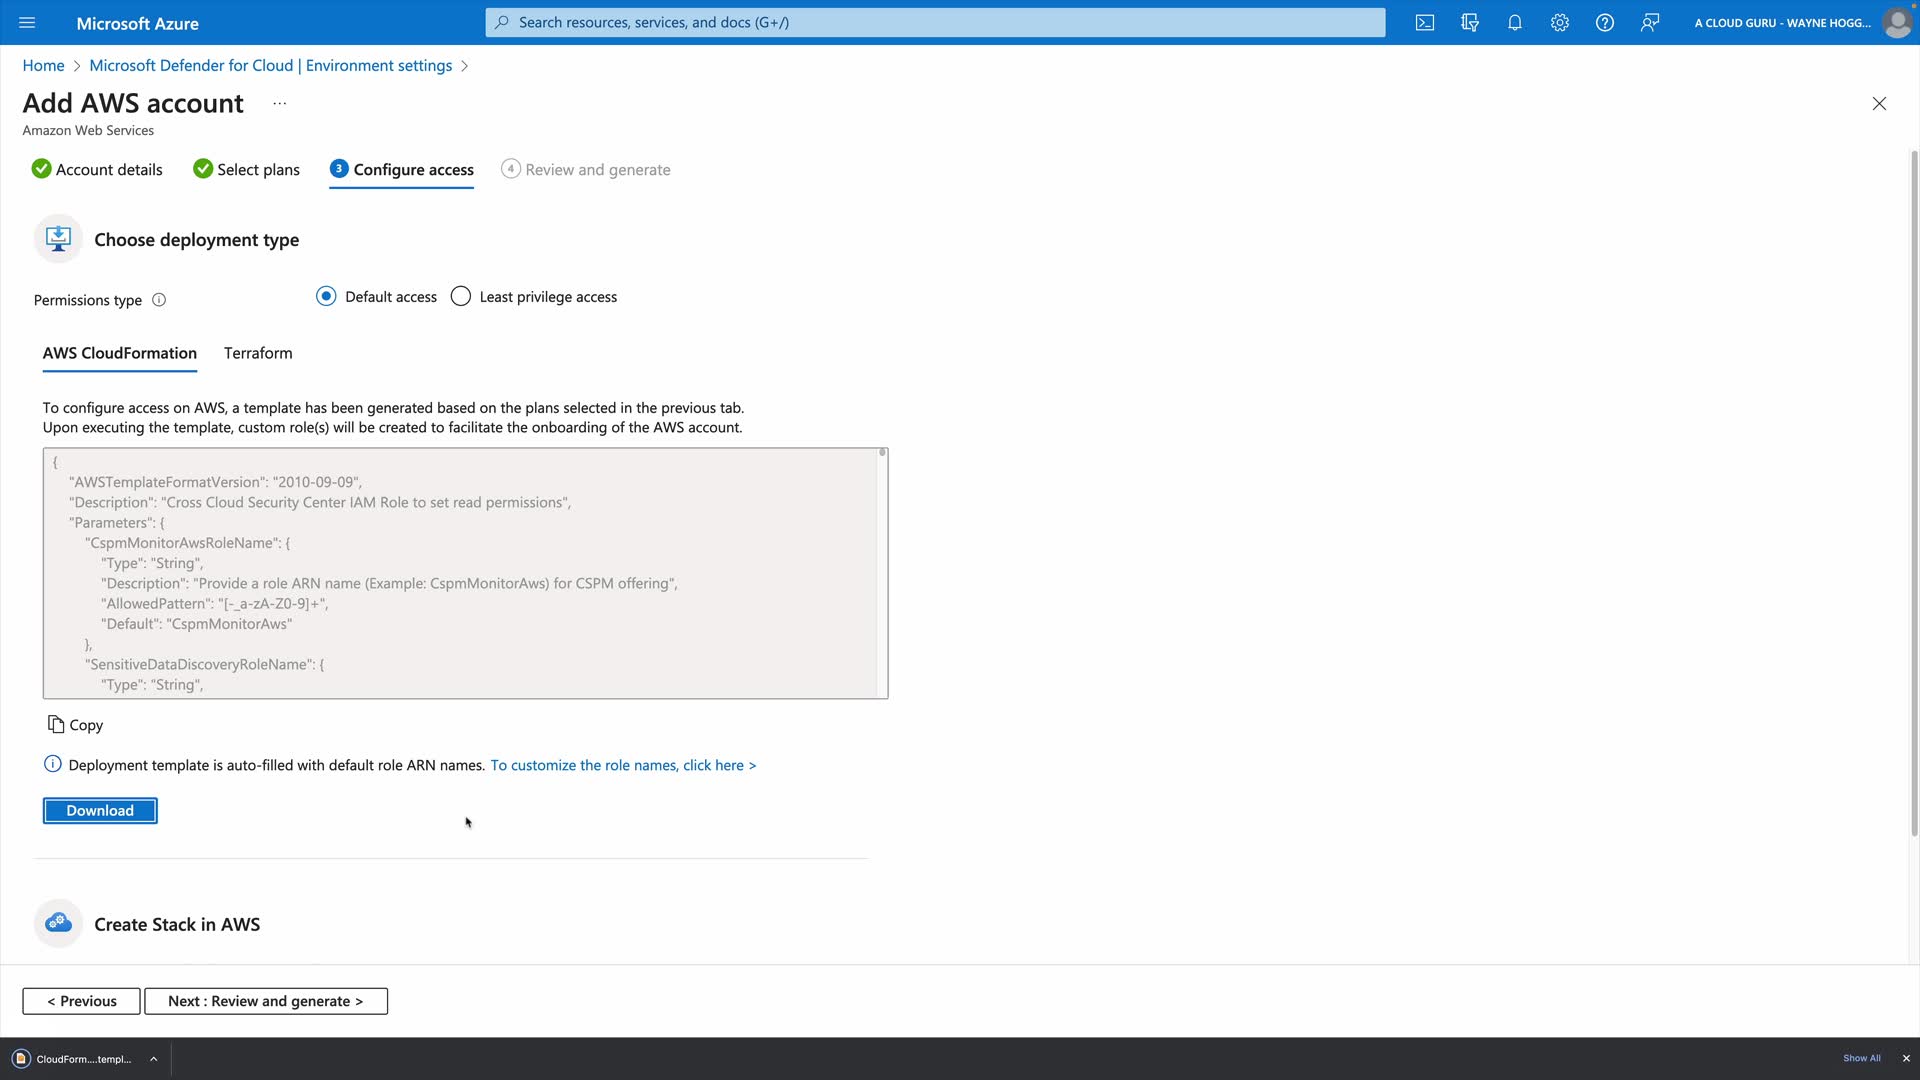 Microsoft Azure
Search resources, services, and docs (G+/)
A CLOUD GURU - WAYNE HOGG...
Home > Microsoft Defender for Cloud | Environment settings >
Add AWS account ...
Amazon Web Services
Account details
Select plans
3 Configure access
4 Review and generate
Choose deployment type
Permissions type
Default access
Least privilege access
AWS CloudFormation
Terraform
To configure access on AWS, a template has been generated based on the plans selected in the previous tab.
Upon executing the template, custom role(s) will be created to facilitate the onboarding of the AWS account.
{
"AWSTemplateFormatVersion": "2010-09-09",
"Description": "Cross Cloud Security Center IAM Role to set read permissions",
"Parameters": {
"CspmMonitorAwsRoleName": {
"Type": "String",
"Description": "Provide a role ARN name (Example: CspmMonitorAws) for CSPM offering",
"AllowedPattern": "[-_a-zA-Z0-9]+",
"Default": "CspmMonitorAws"
},
"SensitiveDataDiscoveryRoleName": {
"Type": "String",
Copy
Deployment template is auto-filled with default role ARN names. To customize the role names, click here >
Download
Create Stack in AWS
< Previous
Next : Review and generate >
CloudForm....templ...
Show All